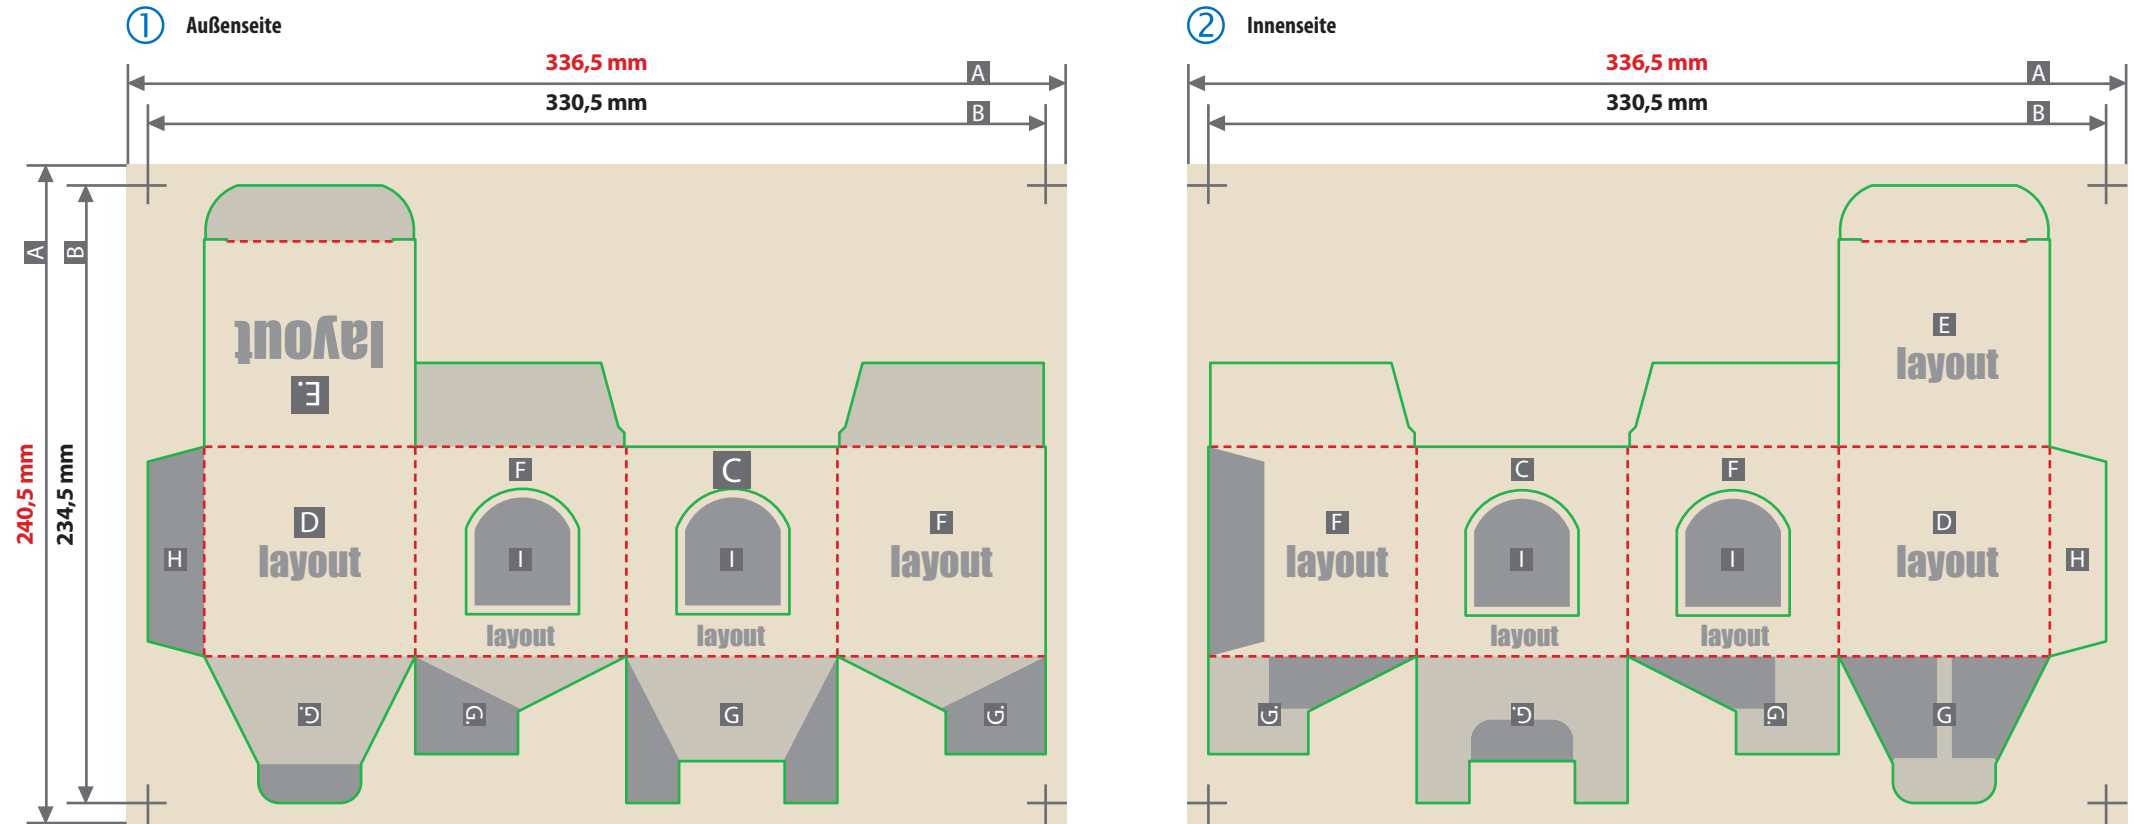 1 Außenseite
336,5 mm
A
330,5 mm
B
A
B
240,5 mm
234,5 mm
layout
E.
F
C
D
F
H
layout
I
I
layout
layout
layout
G.
G.
G
G.
2 Innenseite
336,5 mm
A
330,5 mm
B
E
layout
C
F
F
D
layout
I
I
layout
H
layout
layout
G.
G.
G.
G